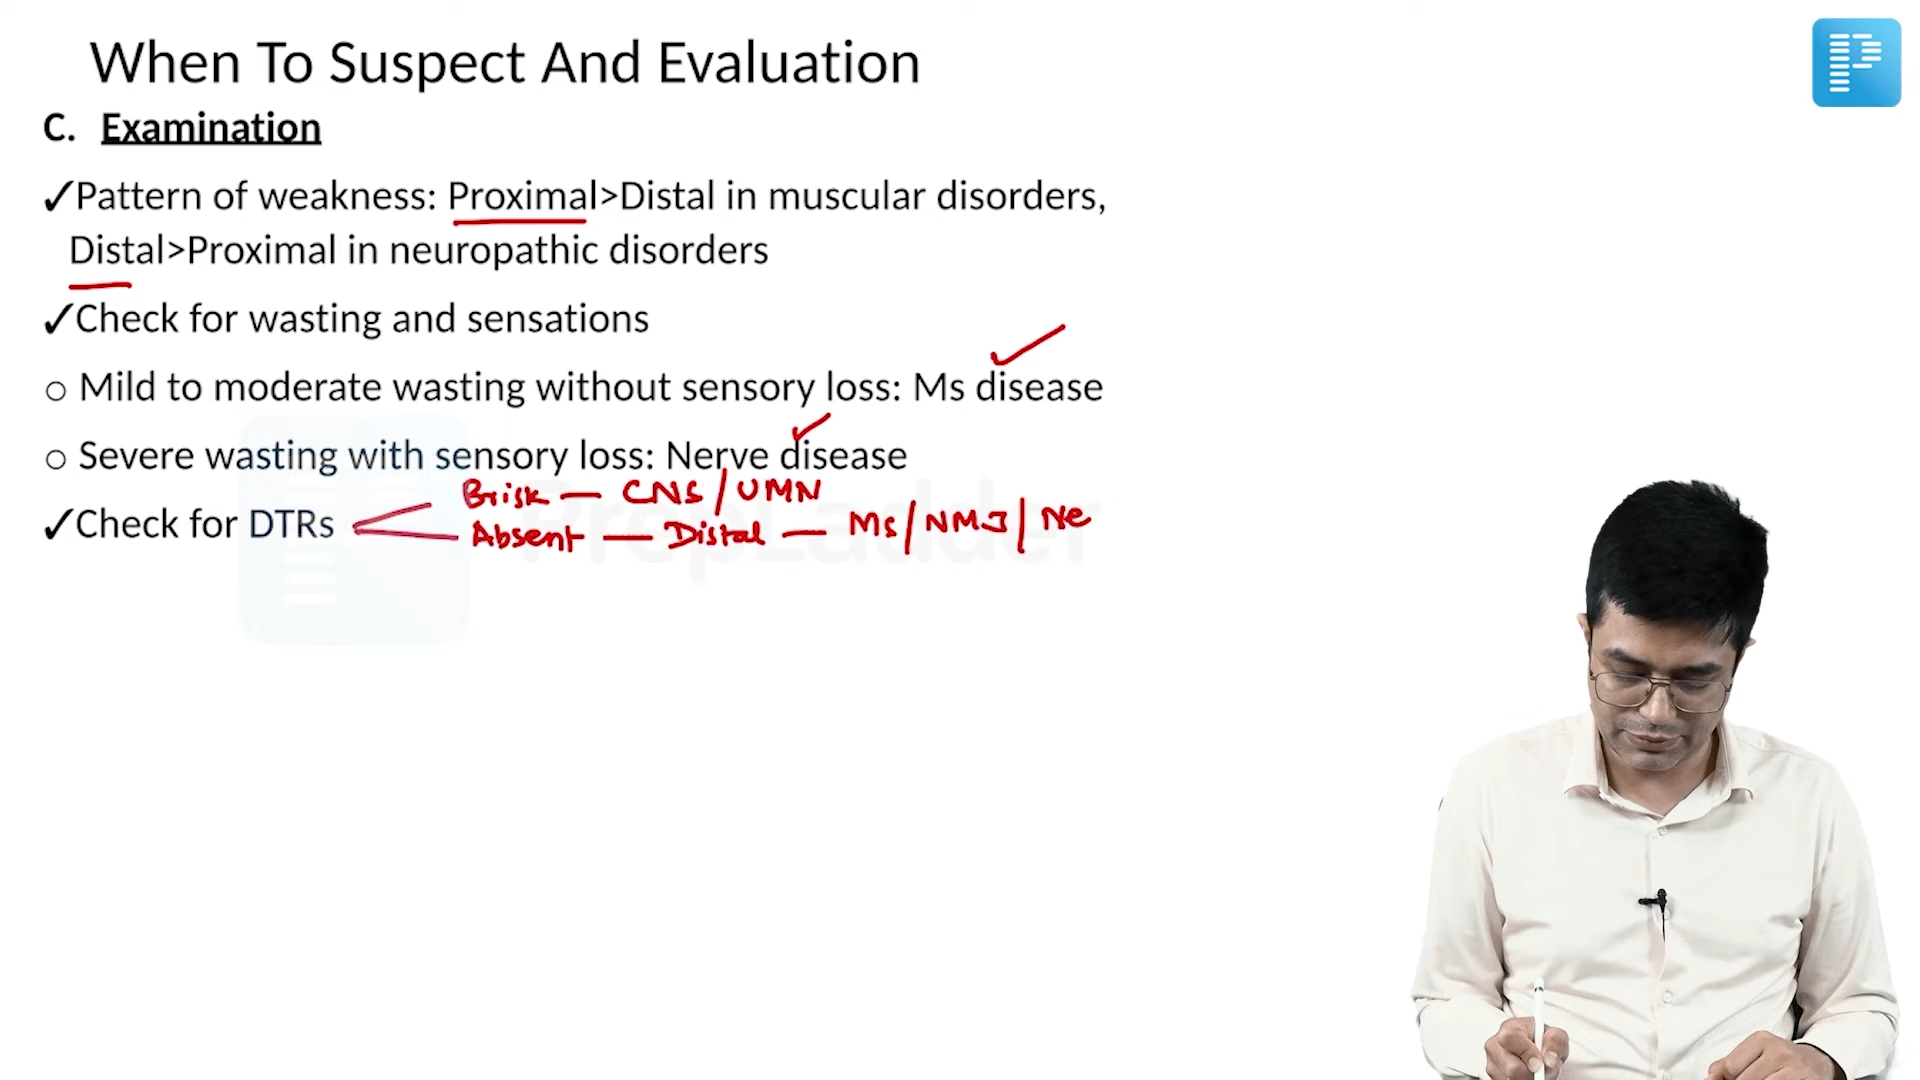 When To Suspect And Evaluation
C. Examination
✓Pattern of weakness: Proximal>Distal in muscular disorders,
Distal>Proximal in neuropathic disorders
✓Check for wasting and sensations
○ Mild to moderate wasting without sensory loss: Ms disease
○ Severe wasting with sensory loss: Nerve disease
Brisk — CNS / UMN
✓Check for DTRs
Absent — Distal — Ms / NMJ / Ne
PrepLadder